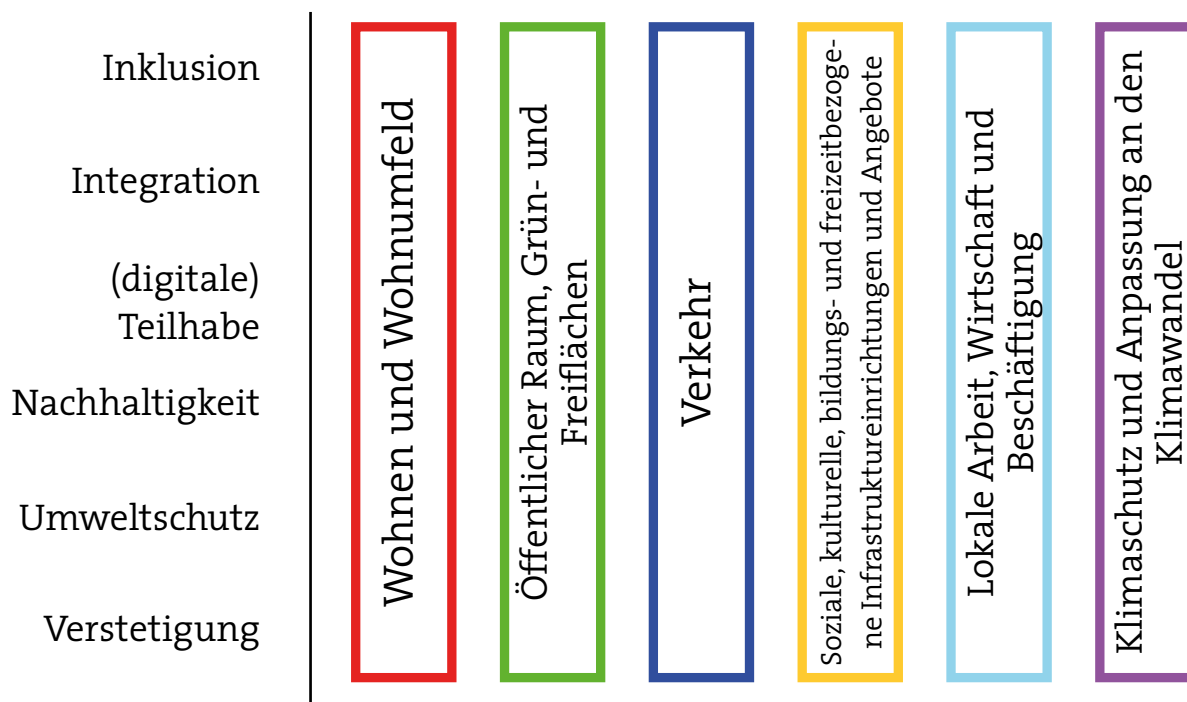 Inklusion
Integration
(digitale)
Teilhabe
Nachhaltigkeit
Umweltschutz
Verstetigung
Wohnen und Wohnumfeld
Öffentlicher Raum, Grün- und
Freiflächen
Verkehr
Soziale, kulturelle, bildungs- und freizeitbezoge-
ne Infrastruktureinrichtungen und Angebote
Lokale Arbeit, Wirtschaft und
Beschäftigung
Klimaschutz und Anpassung an den
Klimawandel